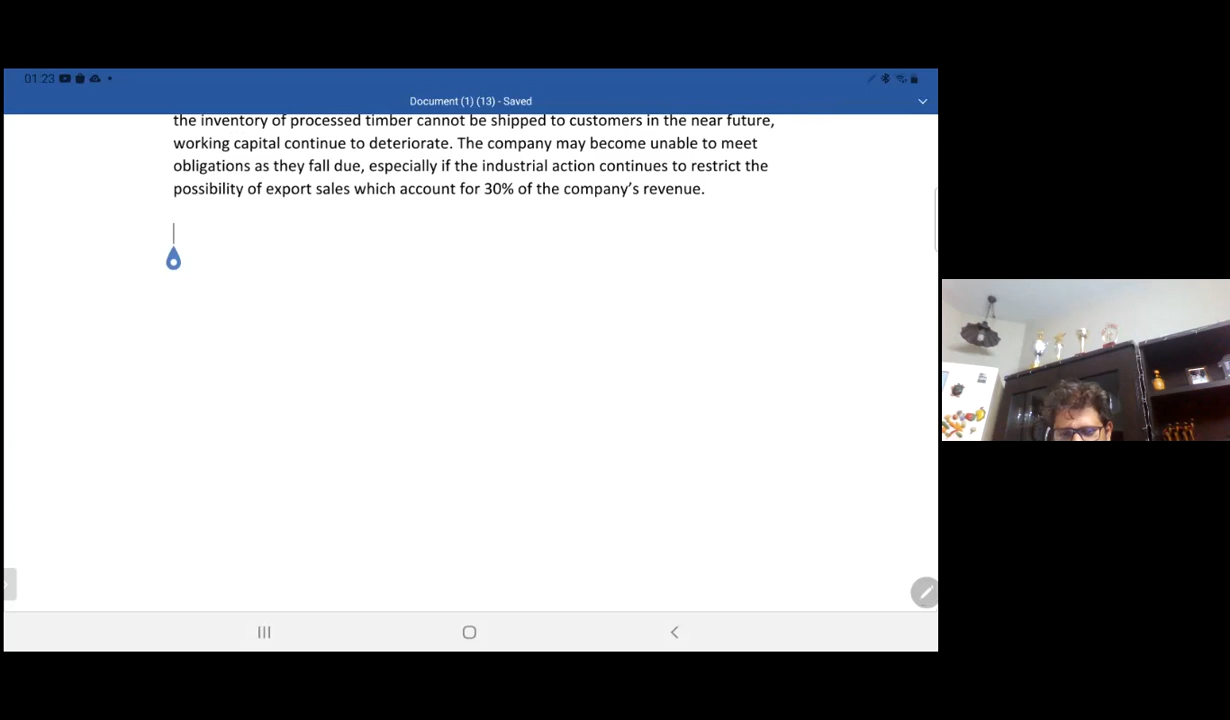 01:23
Document (1) (13) - Saved
the inventory of processed timber cannot be shipped to customers in the near future,
working capital continue to deteriorate. The company may become unable to meet
obligations as they fall due, especially if the industrial action continues to restrict the
possibility of export sales which account for 30% of the company’s revenue.